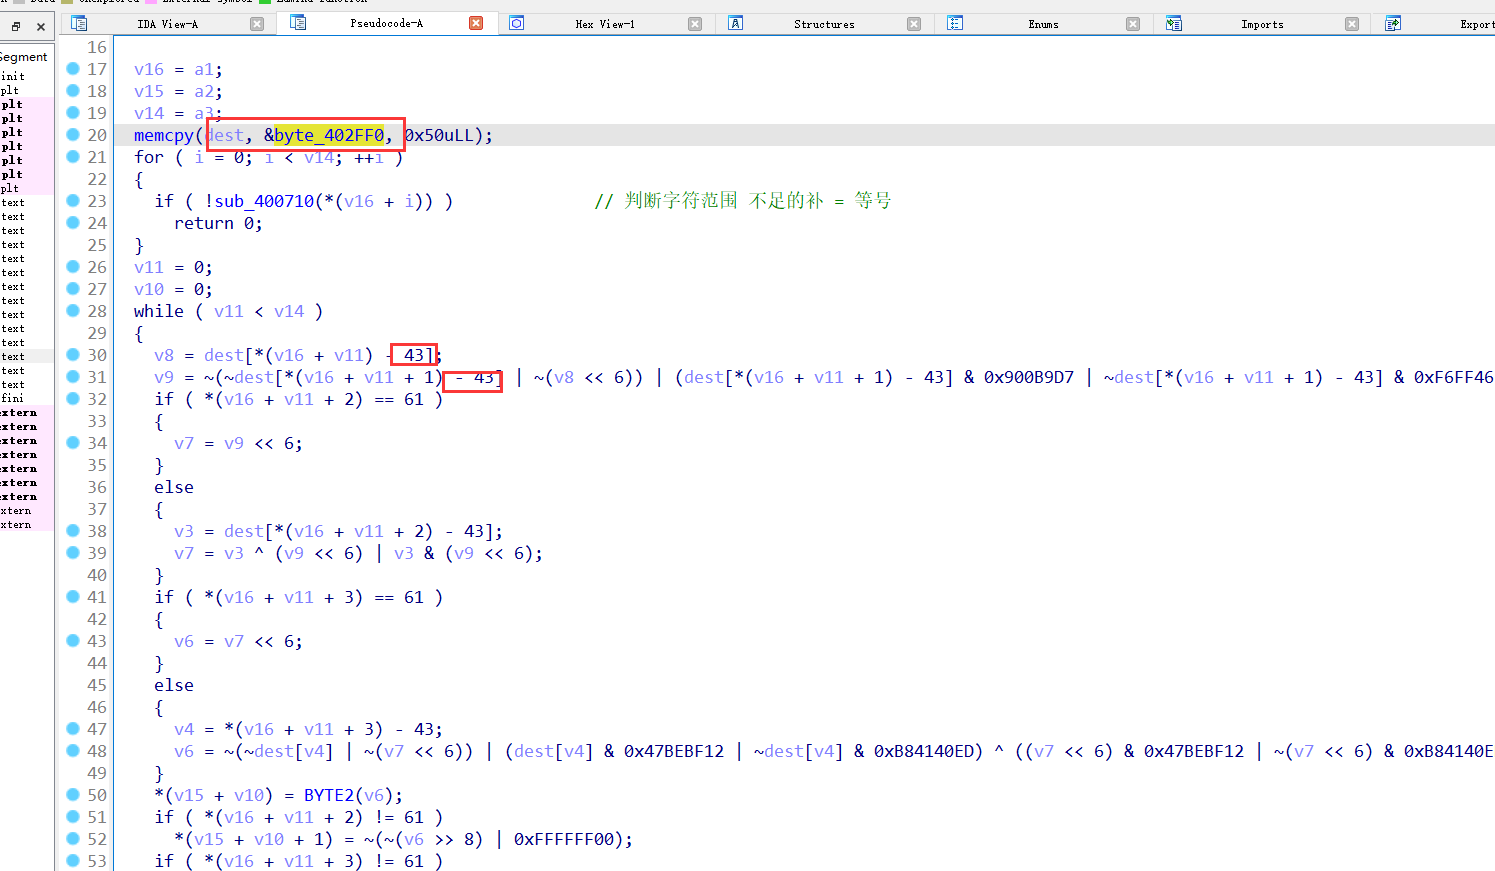 IDA View-A
Pseudocode-A
Hex View-1
Structures
Enums
Imports
Export
Segment
init
plt
plt
plt
plt
plt
plt
plt
plt
text
text
text
text
text
text
text
text
text
text
text
text
text
text
fini
extern
extern
extern
extern
extern
extern
extern
xtern
xtern
16
17 v16 = a1;
18 v15 = a2;
19 v14 = a3;
20 memcpy(dest, &byte_402FF0, 0x50uLL);
21 for ( i = 0; i < v14; ++i )
22 {
23 if ( !sub_400710(*(v16 + i)) ) // 判断字符范围 不足的补 = 等号
24 return 0;
25 }
26 v11 = 0;
27 v10 = 0;
28 while ( v11 < v14 )
29 {
30 v8 = dest[*(v16 + v11) - 43];
31 v9 = ~(~dest[*(v16 + v11 + 1) - 43] | ~(v8 << 6)) | (dest[*(v16 + v11 + 1) - 43] & 0x900B9D7 | ~dest[*(v16 + v11 + 1) - 43] & 0xF6FF46
32 if ( *(v16 + v11 + 2) == 61 )
33 {
34 v7 = v9 << 6;
35 }
36 else
37 {
38 v3 = dest[*(v16 + v11 + 2) - 43];
39 v7 = v3 ^ (v9 << 6) | v3 & (v9 << 6);
40 }
41 if ( *(v16 + v11 + 3) == 61 )
42 {
43 v6 = v7 << 6;
44 }
45 else
46 {
47 v4 = *(v16 + v11 + 3) - 43;
48 v6 = ~(~dest[v4] | ~(v7 << 6)) | (dest[v4] & 0x47BEBF12 | ~dest[v4] & 0xB84140ED) ^ ((v7 << 6) & 0x47BEBF12 | ~(v7 << 6) & 0xB84140E
49 }
50 *(v15 + v10) = BYTE2(v6);
51 if ( *(v16 + v11 + 2) != 61 )
52 *(v15 + v10 + 1) = ~(~(v6 >> 8) | 0xFFFFFF00);
53 if ( *(v16 + v11 + 3) != 61 )